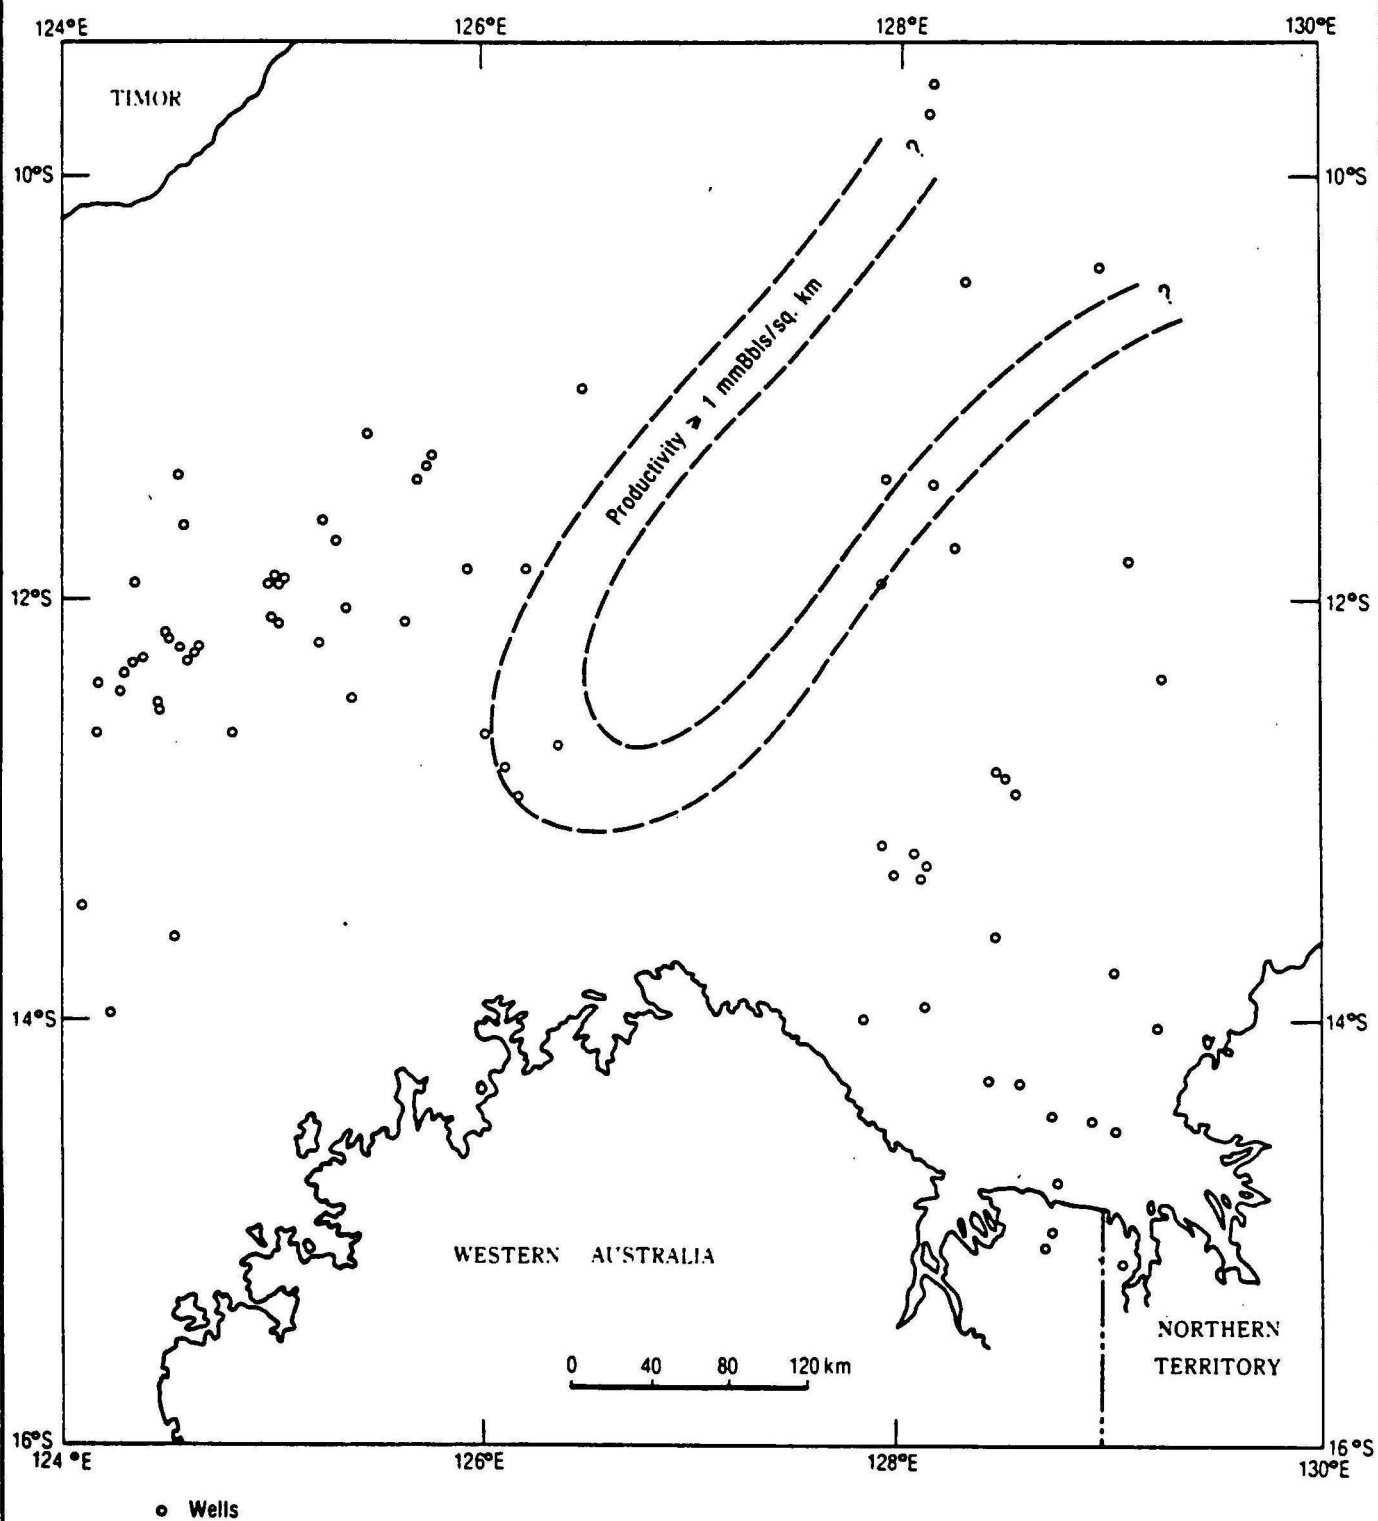 124°E 126°E 128°E 130°E
TIMOR
?
10°S 10°S
?
Productivity ⩾ 1 mmBbls/sq. km
12°S 12°S
14°S 14°S
WESTERN AUSTRALIA
NORTHERN
TERRITORY
0 40 80 120 km
16°S 16°S
124°E 126°E 128°E 130°E
Wells